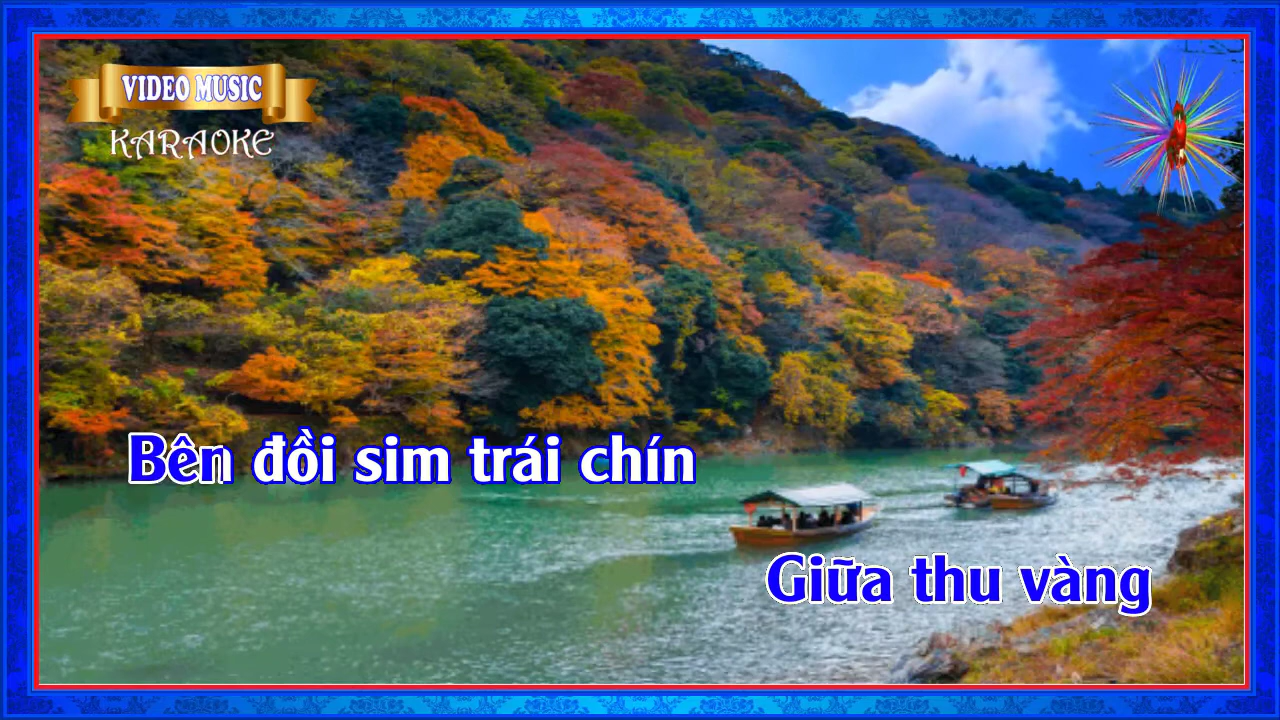 VIDEO MUSIC
KARAOKE
Bên đồi sim trái chín
Giữa thu vàng